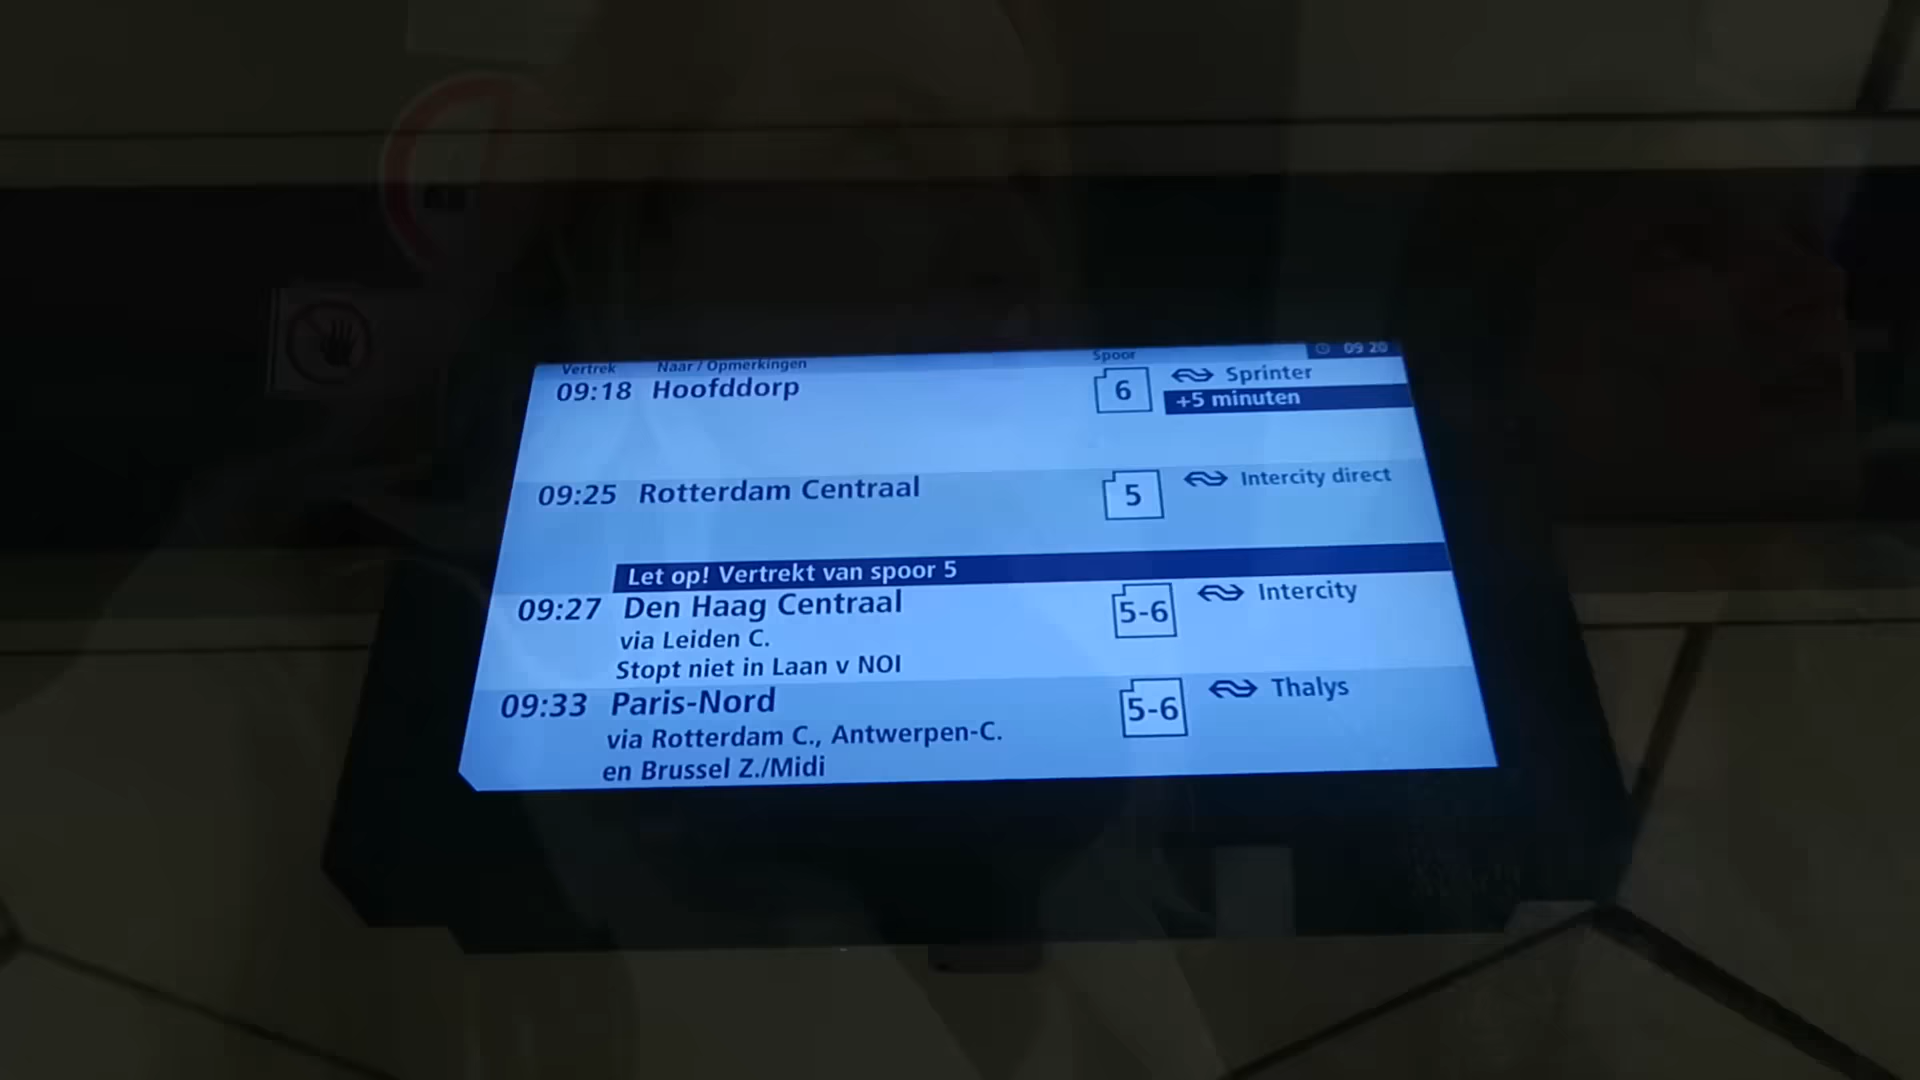 Vertrek Naar / Opmerkingen Spoor 09 20
09:18 Hoofddorp 6 Sprinter
+5 minuten
09:25 Rotterdam Centraal 5 Intercity direct
Let op! Vertrekt van spoor 5
09:27 Den Haag Centraal 5-6 Intercity
via Leiden C.
Stopt niet in Laan v NOI
09:33 Paris-Nord 5-6 Thalys
via Rotterdam C., Antwerpen-C.
en Brussel Z./Midi